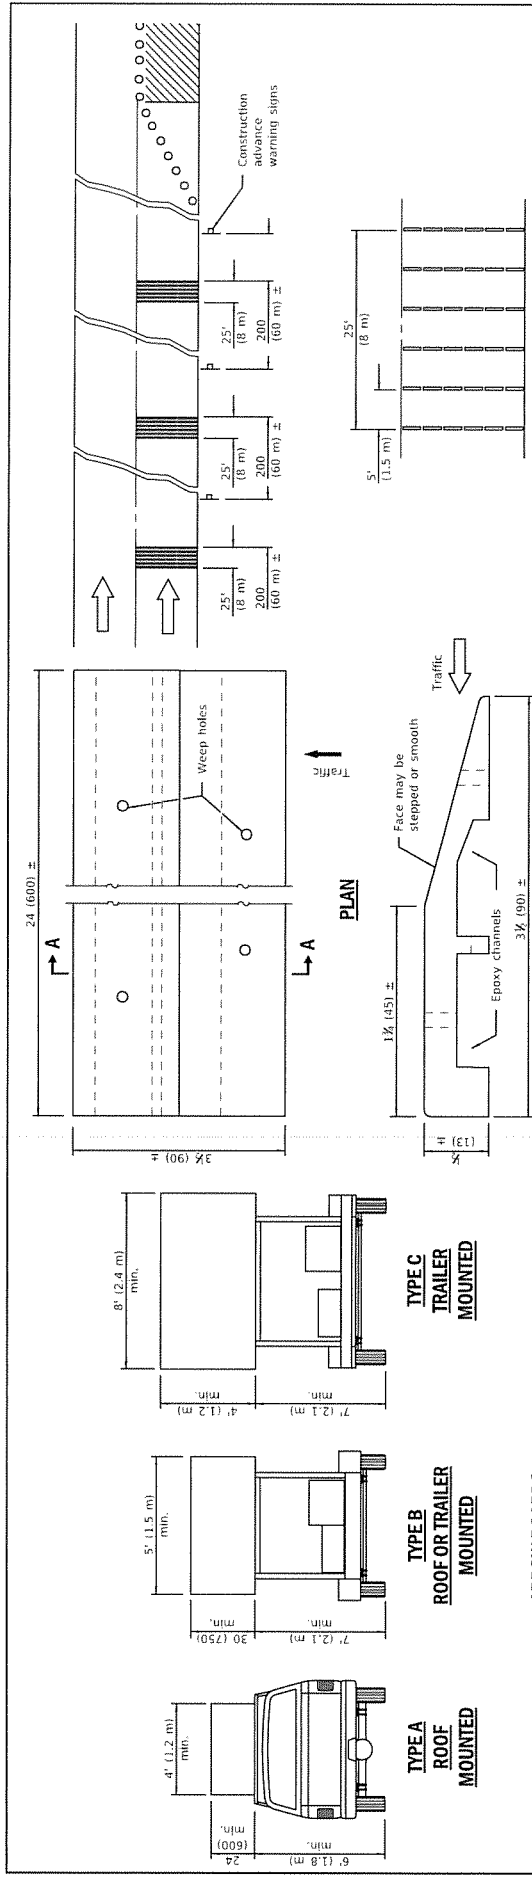 4' (1.2 m)
min.
24
(600)
min.
6' (1.8 m)
min.
TYPE A
ROOF
MOUNTED
5' (1.5 m)
min.
30 (750)
min.
7' (2.1 m)
min.
TYPE B
ROOF OR TRAILER
MOUNTED
8' (2.4 m)
min.
4' (1.2 m)
min.
7' (2.1 m)
min.
TYPE C
TRAILER
MOUNTED
24 (600) ±
3½ (90) ±
A
A
Weep holes
Traffic
PLAN
1¾ (45) ±
½
(13) ±
Face may be
stepped or smooth
Traffic
Epoxy channels
3½ (90) ±
25'
(8 m)
200
(60 m) ±
25'
(8 m)
200
(60 m) ±
25'
(8 m)
200
(60 m) ±
Construction
advance
warning signs
25'
(8 m)
5'
(1.5 m)